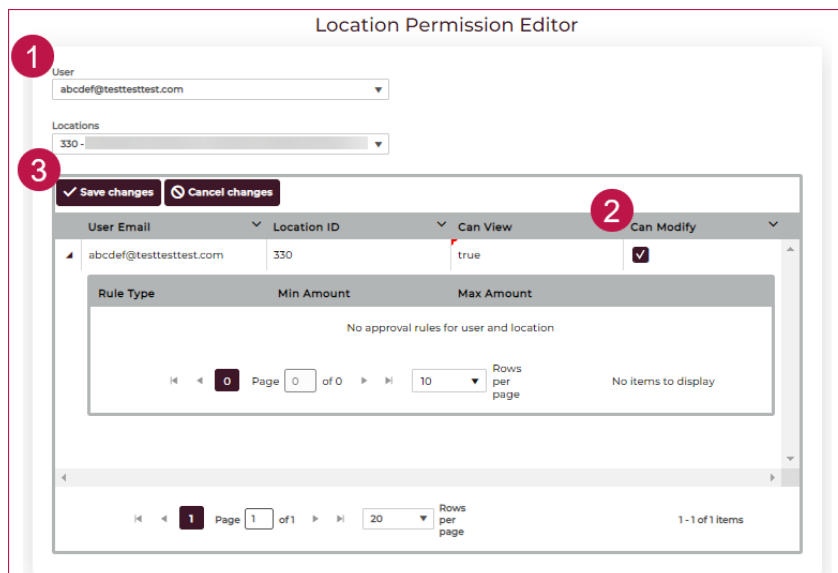 Location Permission Editor
1
User
abcdef@testtesttest.com
Locations
330 -
3
Save changes Cancel changes
2
User Email Location ID Can View Can Modify
abcdef@testtesttest.com 330 true
Rule Type Min Amount Max Amount
No approval rules for user and location
0 Page 0 of 0 10 Rows per page No items to display
1 Page 1 of 1 20 Rows per page 1 - 1 of 1 items